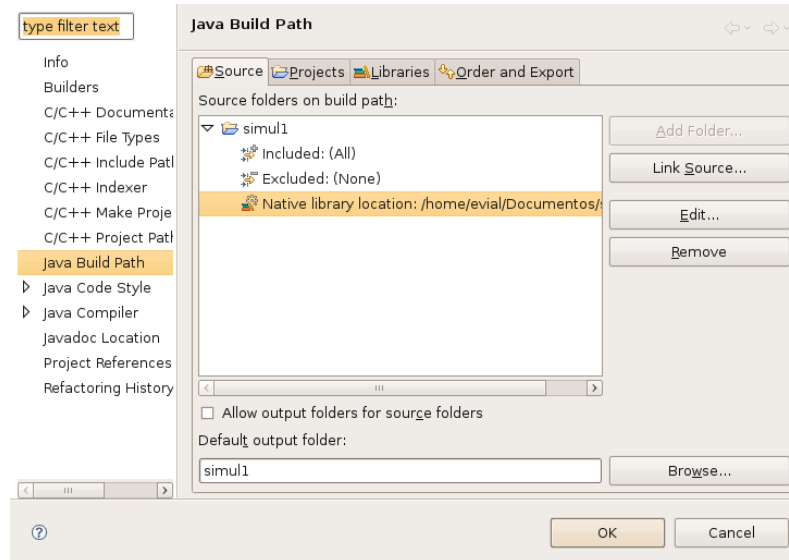 type filter text
Java Build Path
Info
Builders
C/C++ Documenta
C/C++ File Types
C/C++ Include Patl
C/C++ Indexer
C/C++ Make Proje
C/C++ Project Path
Java Build Path
Java Code Style
Java Compiler
Javadoc Location
Project References
Refactoring History
Source Projects Libraries Order and Export
Source folders on build path:
simul1
Included: (All)
Excluded: (None)
Native library location: /home/evial/Documentos/
Add Folder...
Link Source...
Edit...
Remove
Allow output folders for source folders
Default output folder:
simul1
Browse...
OK Cancel